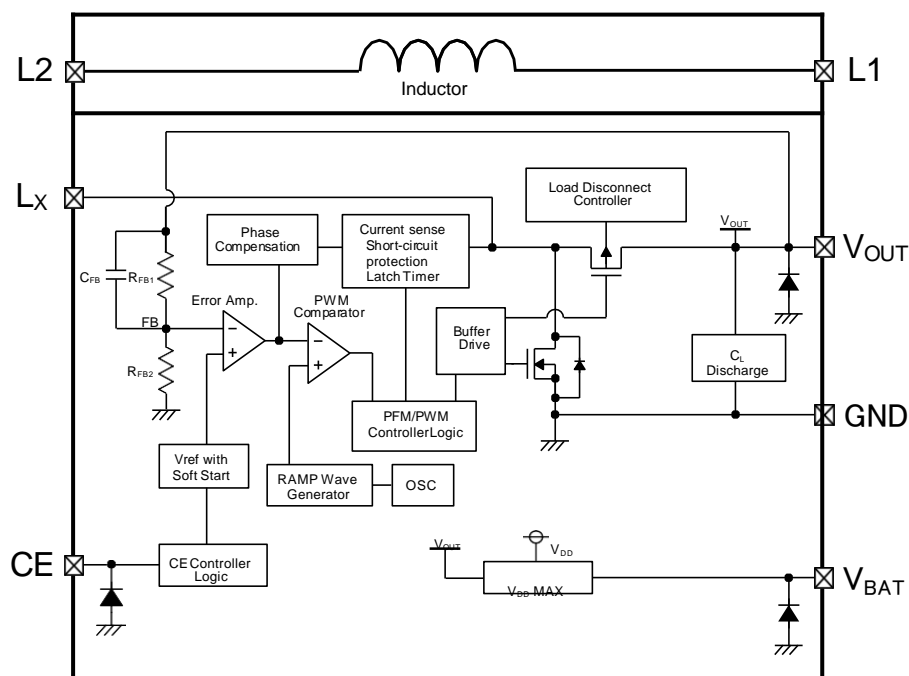 L2
L1
Inductor
LX
Load Disconnect
Controller
Phase
Compensation
Current sense
Short-circuit
protection
Latch Timer
VOUT
VOUT
CFB
RFB1
Error Amp.
PWM
Comparator
FB
Buffer
Drive
RFB2
CL
Discharge
PFM/PWM
Controller Logic
GND
Vref with
Soft Start
RAMP Wave
Generator
OSC
CE
CE Controller
Logic
VOUT
VDD
VDD MAX
VBAT